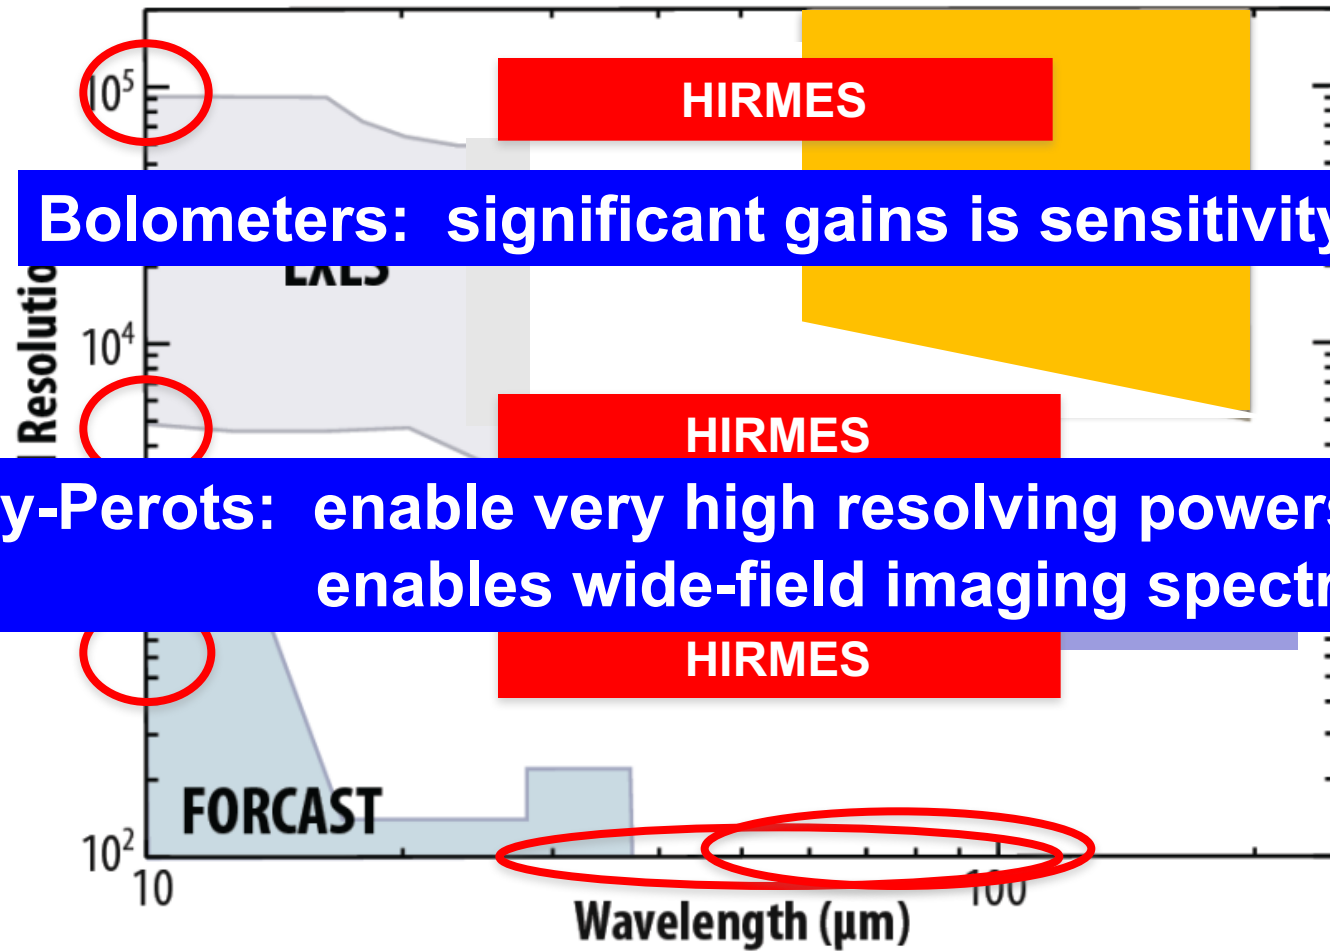 10⁵
HIRMES
Bolometers: significant gains is sensitivity
EXES
Resolutio
10⁴
HIRMES
y-Perots: enable very high resolving powers
enables wide-field imaging spectr
HIRMES
FORCAST
10²
10
100
Wavelength (µm)